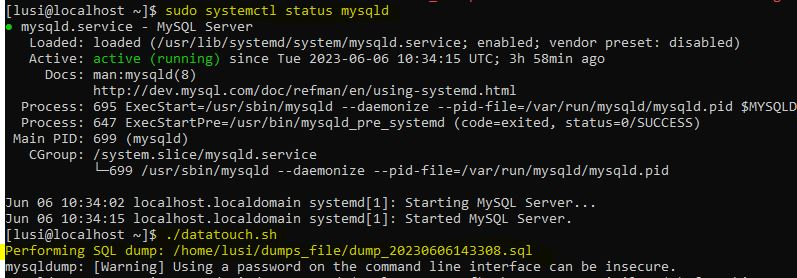 [lusi@localhost ~]$ sudo systemctl status mysqld
● mysqld.service - MySQL Server
Loaded: loaded (/usr/lib/systemd/system/mysqld.service; enabled; vendor preset: disabled)
Active: active (running) since Tue 2023-06-06 10:34:15 UTC; 3h 58min ago
Docs: man:mysqld(8)
http://dev.mysql.com/doc/refman/en/using-systemd.html
Process: 695 ExecStart=/usr/sbin/mysqld --daemonize --pid-file=/var/run/mysqld/mysqld.pid $MYSQLD
Process: 647 ExecStartPre=/usr/bin/mysqld_pre_systemd (code=exited, status=0/SUCCESS)
Main PID: 699 (mysqld)
CGroup: /system.slice/mysqld.service
└─699 /usr/sbin/mysqld --daemonize --pid-file=/var/run/mysqld/mysqld.pid
Jun 06 10:34:02 localhost.localdomain systemd[1]: Starting MySQL Server...
Jun 06 10:34:15 localhost.localdomain systemd[1]: Started MySQL Server.
[lusi@localhost ~]$ ./datatouch.sh
Performing SQL dump: /home/lusi/dumps_file/dump_20230606143308.sql
mysqldump: [Warning] Using a password on the command line interface can be insecure.